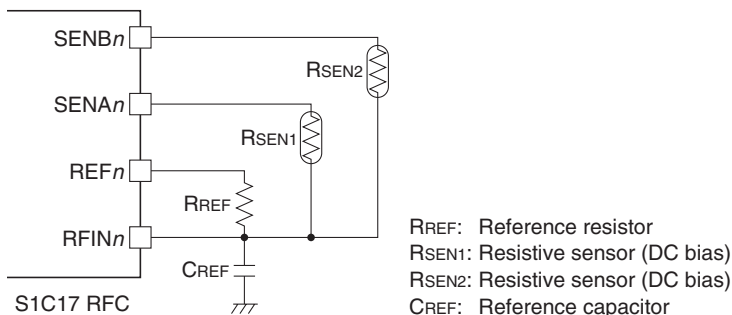 SENBn
RSEN2
SENAn
RSEN1
REFn
RREF
RFINn
CREF
S1C17 RFC
RREF: Reference resistor
RSEN1: Resistive sensor (DC bias)
RSEN2: Resistive sensor (DC bias)
CREF: Reference capacitor